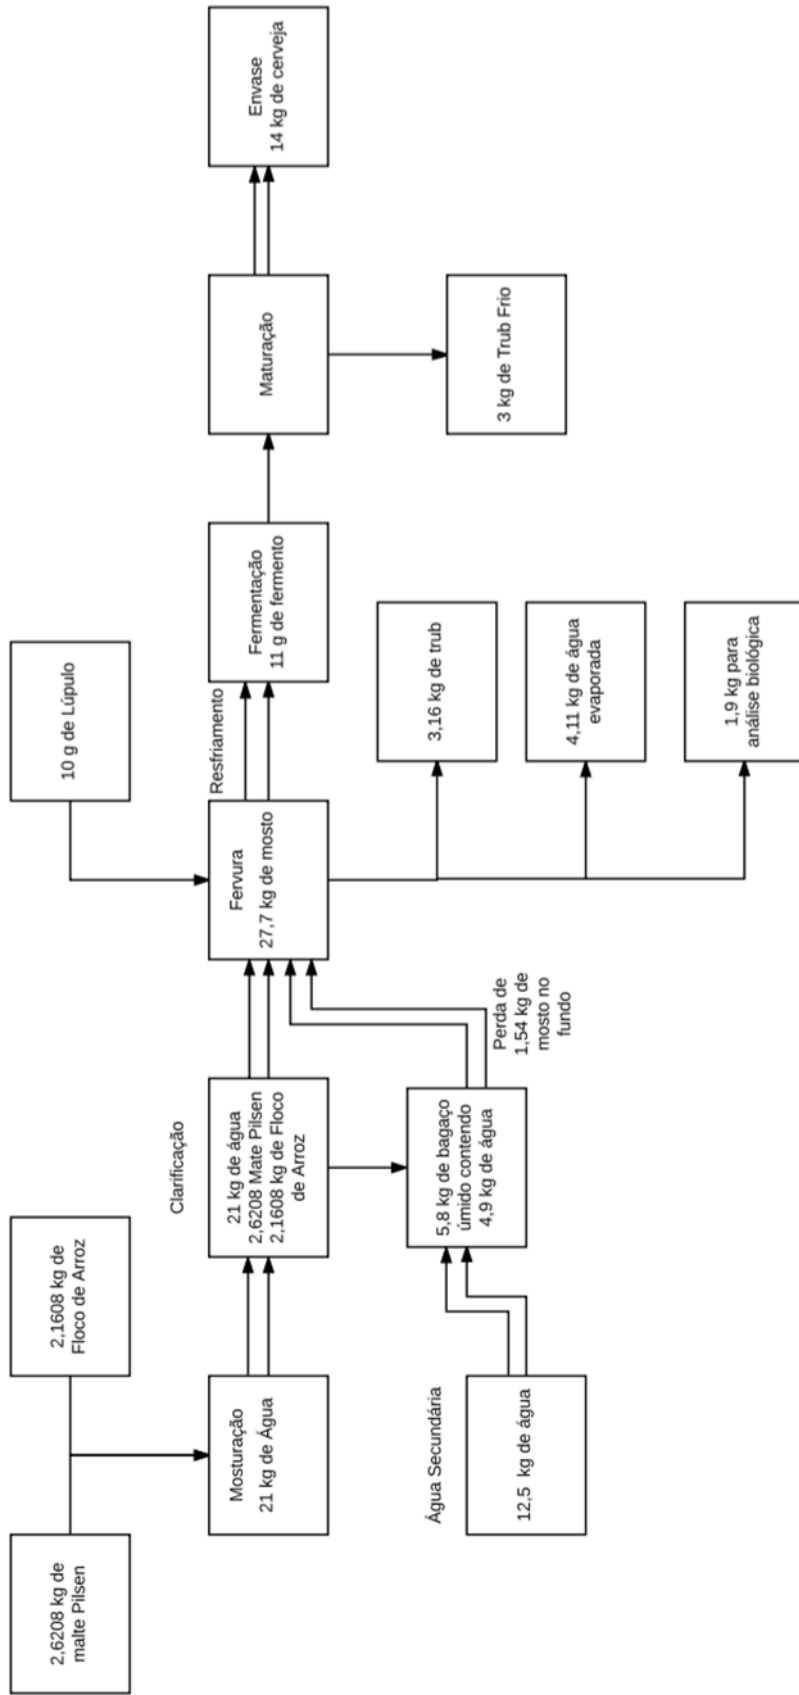 2,6208 kg de
malte Pilsen
2,1608 kg de
Floco de Arroz
10 g de Lúpulo
Mosturação
21 kg de Água
Clarificação
21 kg de água
2,6208 Mate Pilsen
2,1608 kg de Floco
de Arroz
Fervura
27,7 kg de mosto
Resfriamento
Fermentação
11 g de fermento
Maturação
Envase
14 kg de cerveja
Água Secundária
12,5 kg de água
5,8 kg de bagaço
úmido contendo
4,9 kg de água
Perda de
1,54 kg de
mosto no
fundo
3,16 kg de trub
4,11 kg de água
evaporada
1,9 kg para
análise biológica
3 kg de Trub Frio